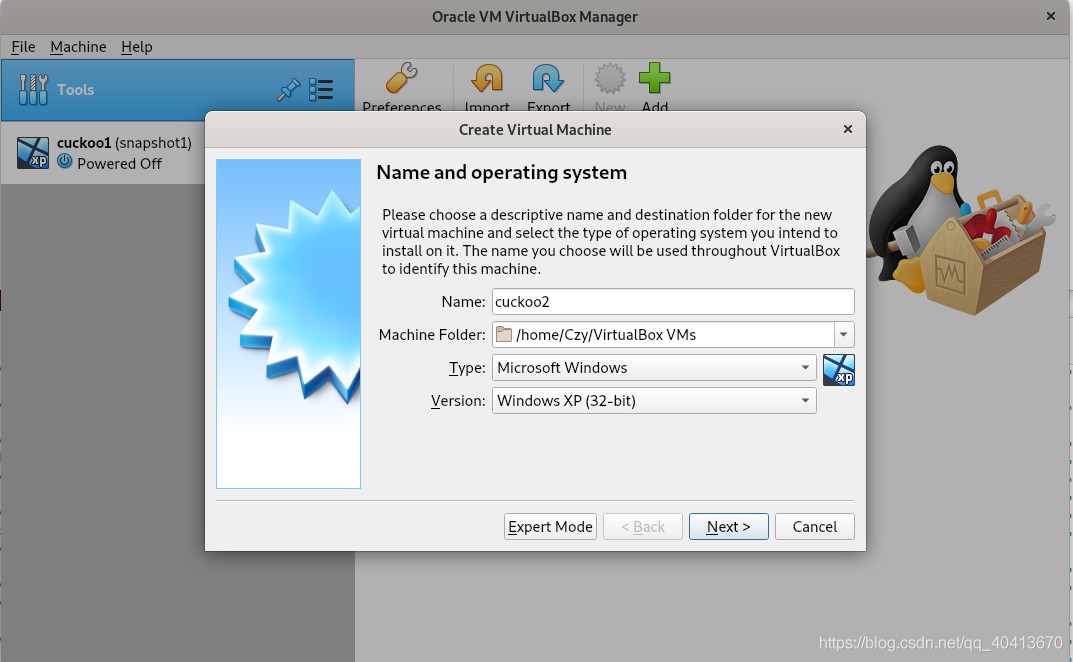 Oracle VM VirtualBox Manager
File Machine Help
Tools
Preferences Import Export New Add
cuckoo1 (snapshot1)
Powered Off
xp
Create Virtual Machine
Name and operating system
Please choose a descriptive name and destination folder for the new
virtual machine and select the type of operating system you intend to
install on it. The name you choose will be used throughout VirtualBox
to identify this machine.
Name: cuckoo2
Machine Folder: /home/Czy/VirtualBox VMs
Type: Microsoft Windows
xp
Version: Windows XP (32-bit)
Expert Mode < Back Next > Cancel
https://blog.csdn.net/qq_40413670